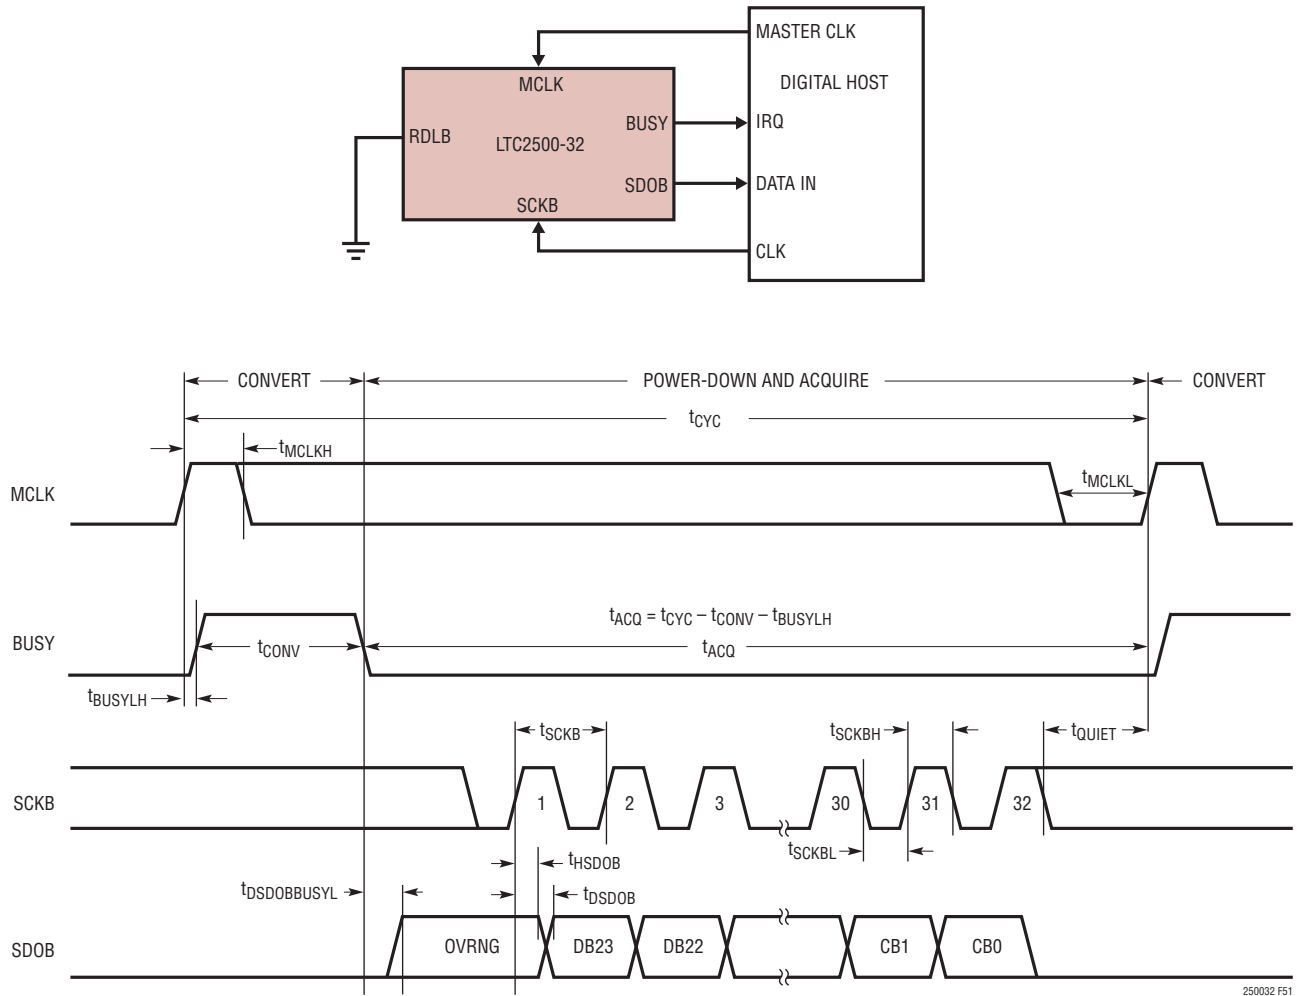 MASTER CLK
MCLK
DIGITAL HOST
BUSY
IRQ
RDLB
LTC2500-32
SDOB
DATA IN
SCKB
CLK
CONVERT
POWER-DOWN AND ACQUIRE
CONVERT
tCYC
tMCLKH
tMCLKL
MCLK
tACQ = tCYC – tCONV – tBUSYLH
BUSY
tCONV
tACQ
tBUSYLH
tSCKB
tSCKBH
tQUIET
SCKB
1
2
3
30
31
32
tSCKBL
tHSDOB
tDSDOBBUSYL
tDSDOB
SDOB
OVRNG
DB23
DB22
CB1
CB0
250032 F51